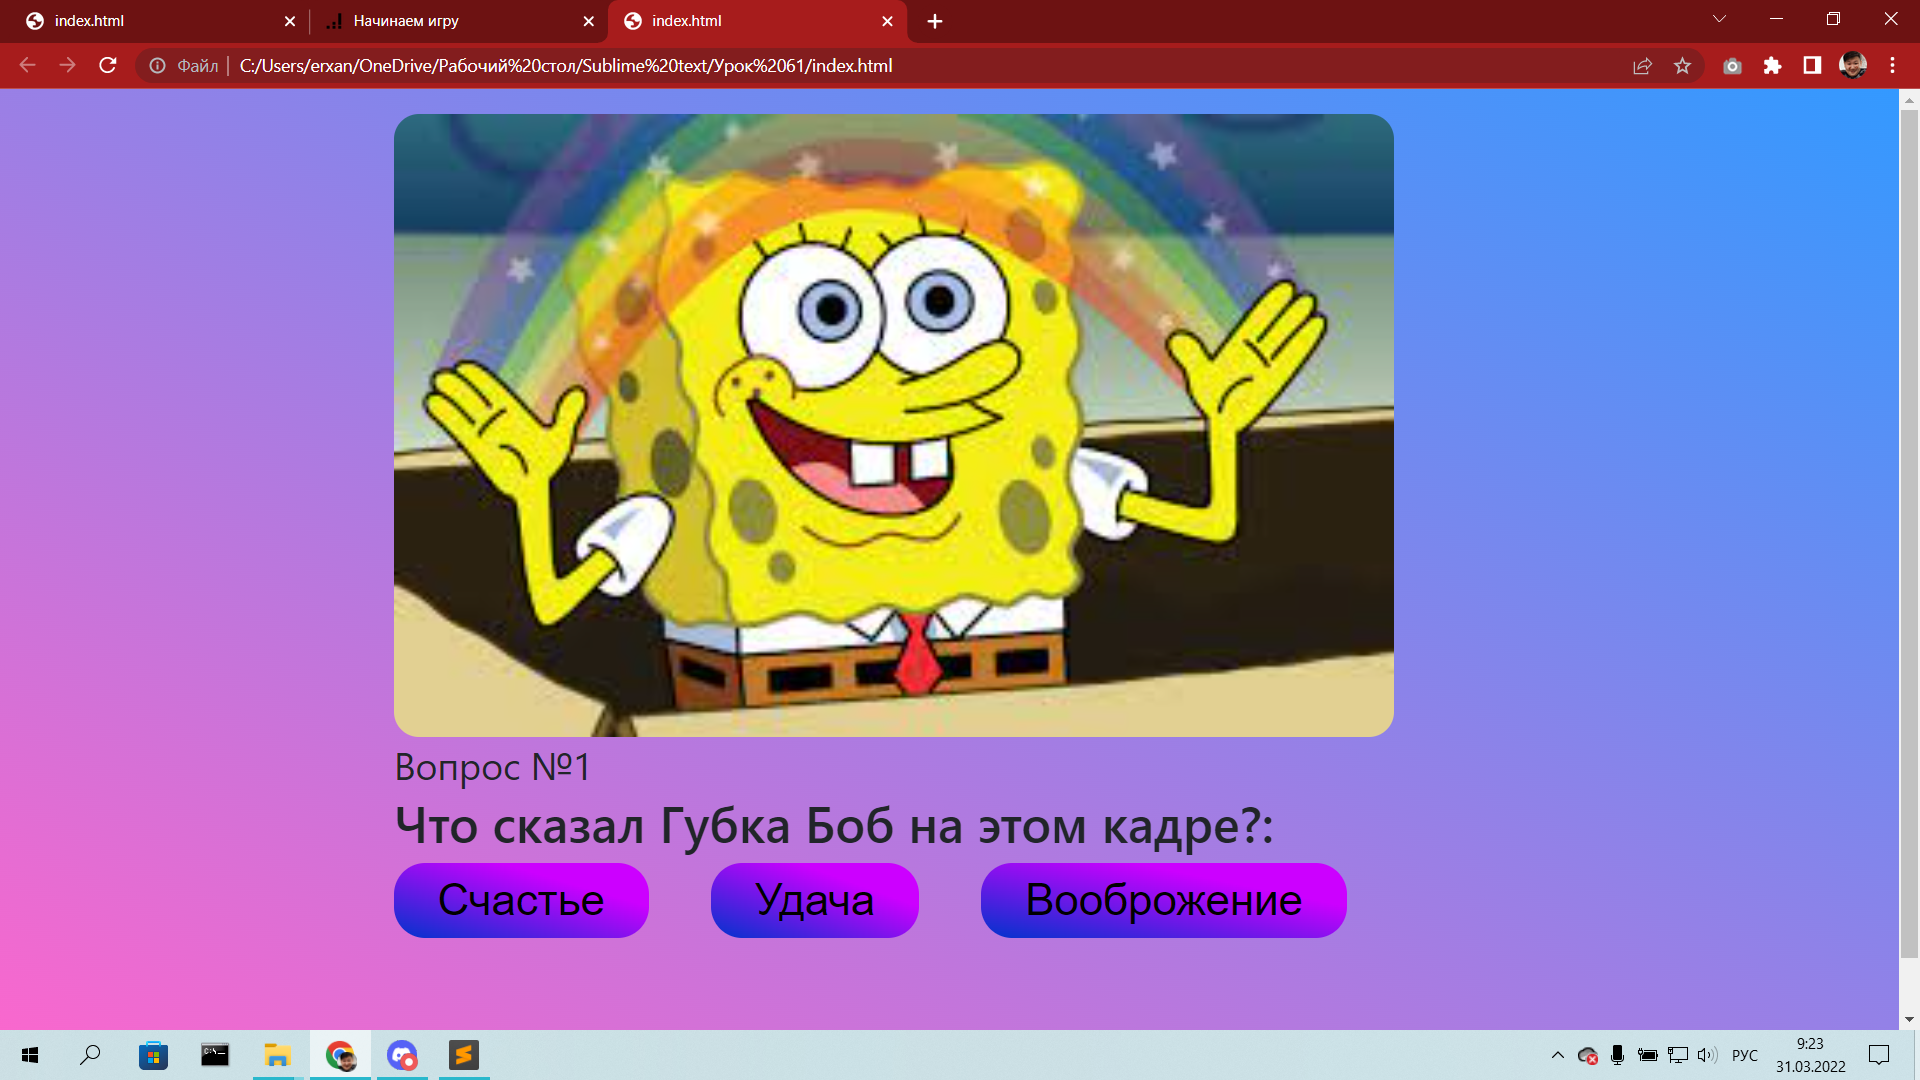 index.html
Начинаем игру
index.html
Файл
C:/Users/erxan/OneDrive/Рабочий%20стол/Sublime%20text/Урок%2061/index.html
Вопрос №1
Что сказал Губка Боб на этом кадре?:
Счастье
Удача
Вооброжение
РУС
9:23
31.03.2022